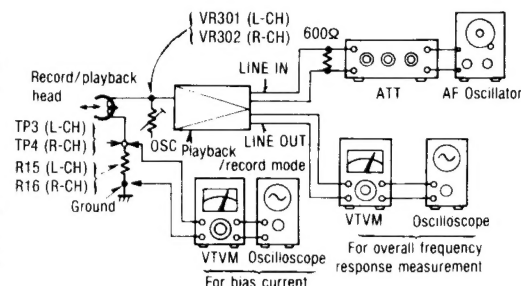 VR301 (L-CH)
VR302 (R-CH)
600Ω
LINE IN
ATT
AF Oscillator
Record/playback
head
TP3 (L-CH)
TP4 (R-CH)
R15 (L-CH)
R16 (R-CH)
Ground
OSC
Playback
/record mode
LINE OUT
VTVM
Oscilloscope
For bias current
VTVM
Oscilloscope
For overall frequency
response measurement